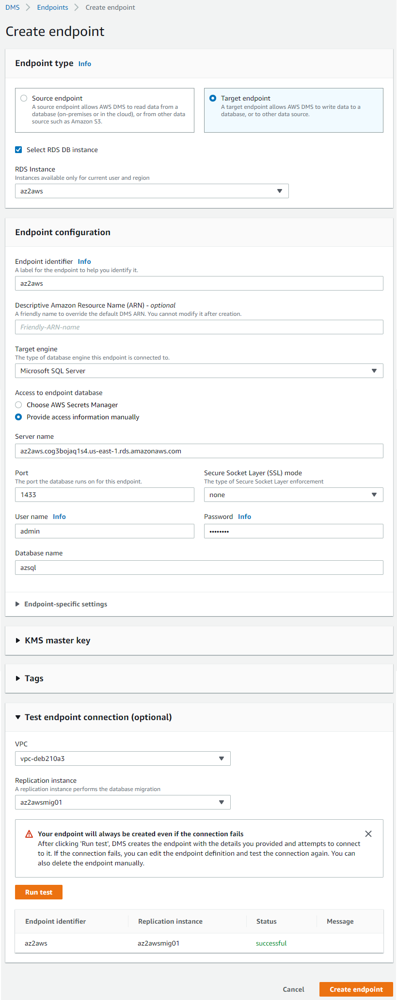 DMS > Endpoints > Create endpoint
Create endpoint
Endpoint type Info
Source endpoint
A source endpoint allows AWS DMS to read data from a
database (on-premises or in the cloud), or from other data
source such as Amazon S3.
Target endpoint
A target endpoint allows AWS DMS to write data to a
database, or to other data source.
Select RDS DB instance
RDS Instance
Instances available only for current user and region
az2aws
Endpoint configuration
Endpoint identifier Info
A label for the endpoint to help you identify it.
az2aws
Descriptive Amazon Resource Name (ARN) - optional
A friendly name to override the default DMS ARN. You cannot modify it after creation.
Friendly-ARN-name
Target engine
The type of database engine this endpoint is connected to.
Microsoft SQL Server
Access to endpoint database
Choose AWS Secrets Manager
Provide access information manually
Server name
az2aws.cog3bojaq1s4.us-east-1.rds.amazonaws.com
Port
The port the database runs on for this endpoint.
1433
Secure Socket Layer (SSL) mode
The type of Secure Socket Layer enforcement
none
User name Info
admin
Password Info
••••••••
Database name
azsql
Endpoint-specific settings
KMS master key
Tags
Test endpoint connection (optional)
VPC
vpc-deb210a3
Replication instance
A replication instance performs the database migration
az2awsmig01
Your endpoint will always be created even if the connection fails
After clicking 'Run test', DMS creates the endpoint with the details you provided and attempts to connect
to it. If the connection fails, you can edit the endpoint definition and test the connection again. You can
also delete the endpoint manually.
Run test
Endpoint identifier Replication instance Status Message
az2aws az2awsmig01 successful
Cancel Create endpoint